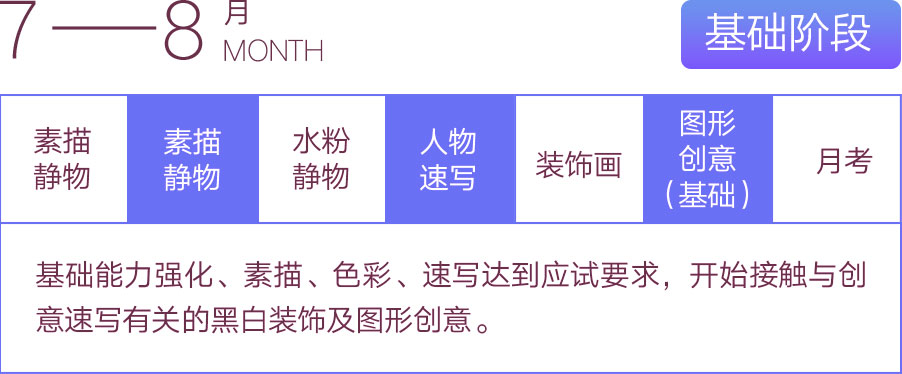 7——8月
MONTH
基础阶段
素描
静物
素描
静物
水粉
静物
人物
速写
装饰画
图形
创意
(基础)
月考
基础能力强化、素描、色彩、速写达到应试要求，开始接触与创
意速写有关的黑白装饰及图形创意。